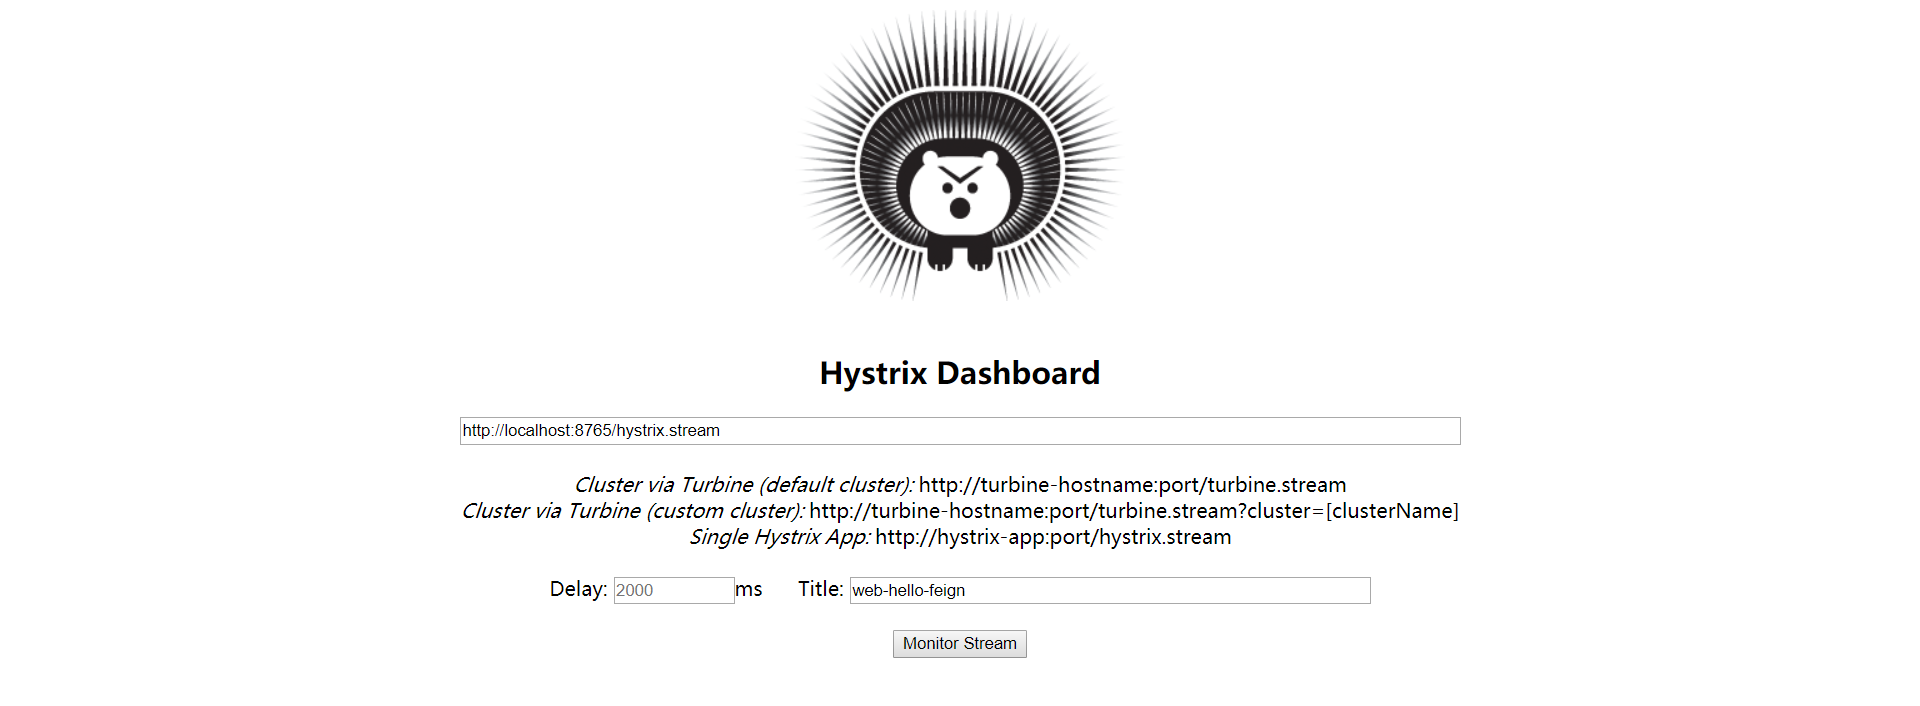 Hystrix Dashboard
http://localhost:8765/hystrix.stream
Cluster via Turbine (default cluster): http://turbine-hostname:port/turbine.stream
Cluster via Turbine (custom cluster): http://turbine-hostname:port/turbine.stream?cluster=[clusterName]
Single Hystrix App: http://hystrix-app:port/hystrix.stream
Delay: 2000 ms Title: web-hello-feign
Monitor Stream